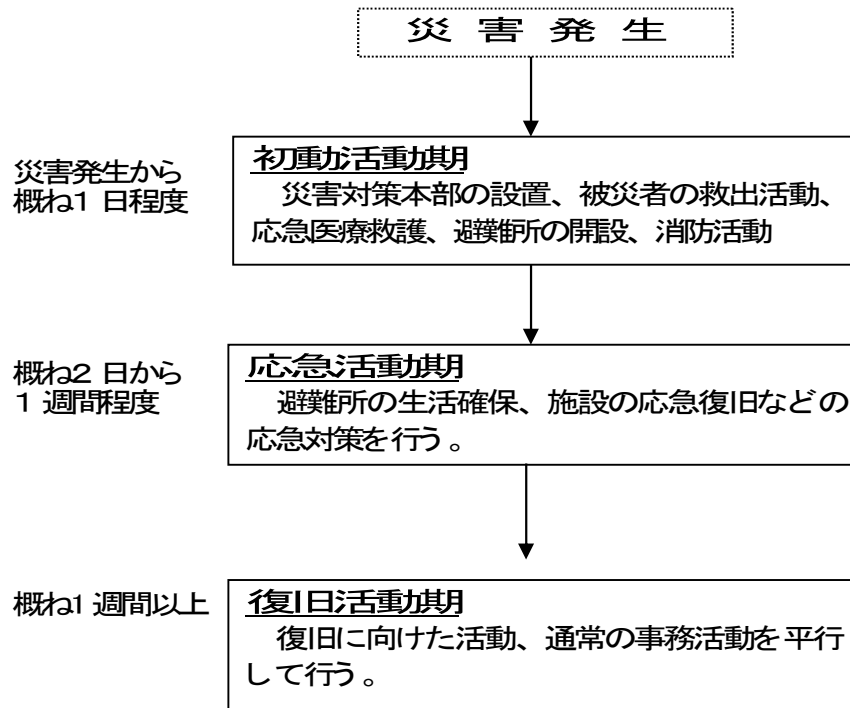 災害発生
災害発生から
概ね1日程度
初動活動期
災害対策本部の設置、被災者の救出活動、
応急医療救護、避難所の開設、消防活動
概ね2日から
1週間程度
応急活動期
避難所の生活確保、施設の応急復旧などの
応急対策を行う。
概ね1週間以上
復旧活動期
復旧に向けた活動、通常の事務活動を平行
して行う。